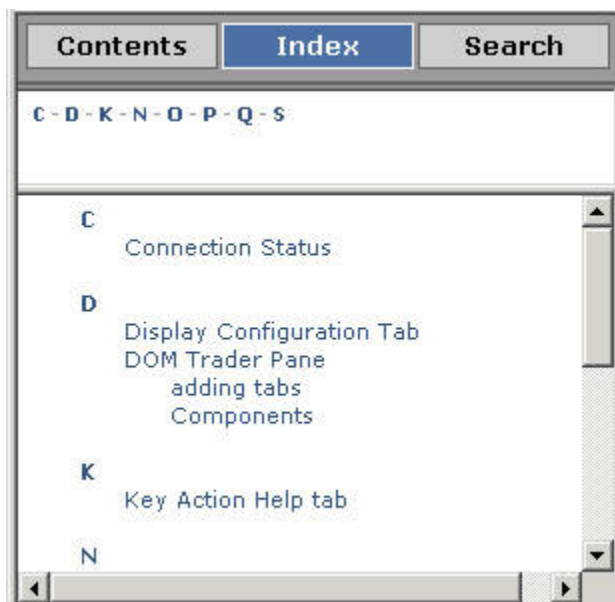 Contents Index Search
C - D - K - N - O - P - Q - S
C
Connection Status
D
Display Configuration Tab
DOM Trader Pane
adding tabs
Components
K
Key Action Help tab
N